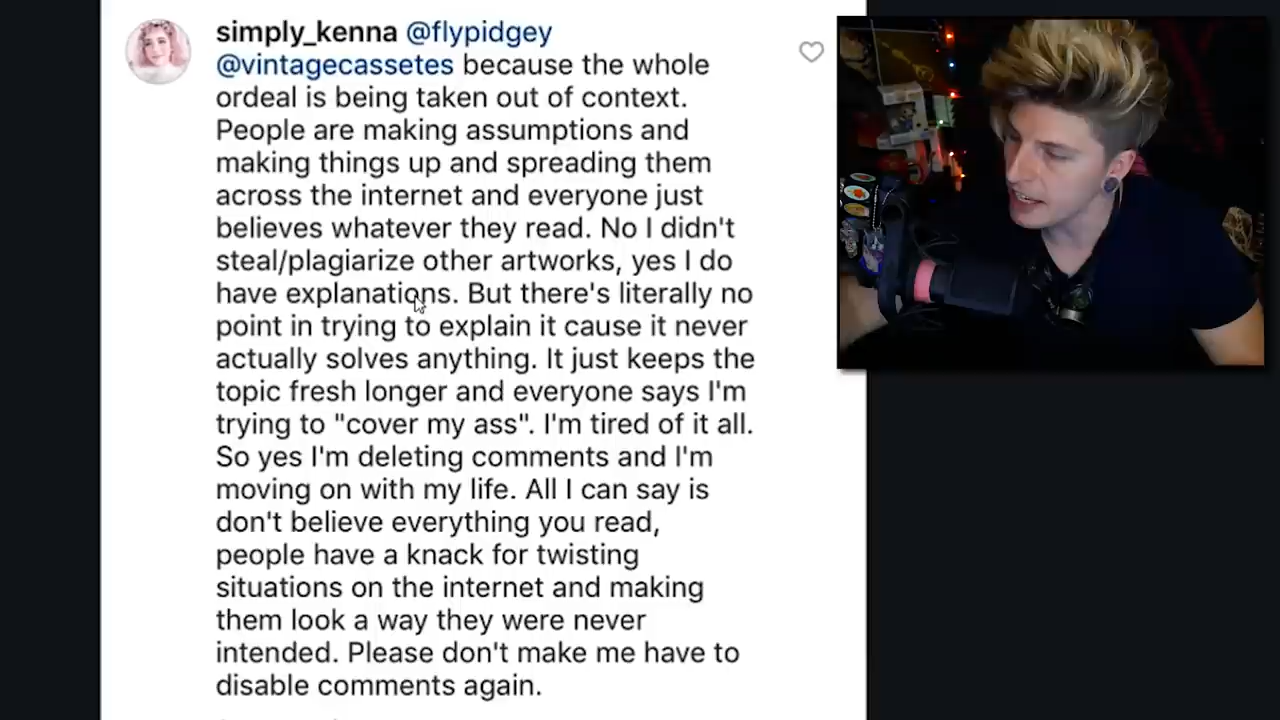 simply_kenna @flypidgey
@vintagecassetes because the whole
ordeal is being taken out of context.
People are making assumptions and
making things up and spreading them
across the internet and everyone just
believes whatever they read. No I didn't
steal/plagiarize other artworks, yes I do
have explanations. But there's literally no
point in trying to explain it cause it never
actually solves anything. It just keeps the
topic fresh longer and everyone says I'm
trying to "cover my ass". I'm tired of it all.
So yes I'm deleting comments and I'm
moving on with my life. All I can say is
don't believe everything you read,
people have a knack for twisting
situations on the internet and making
them look a way they were never
intended. Please don't make me have to
disable comments again.